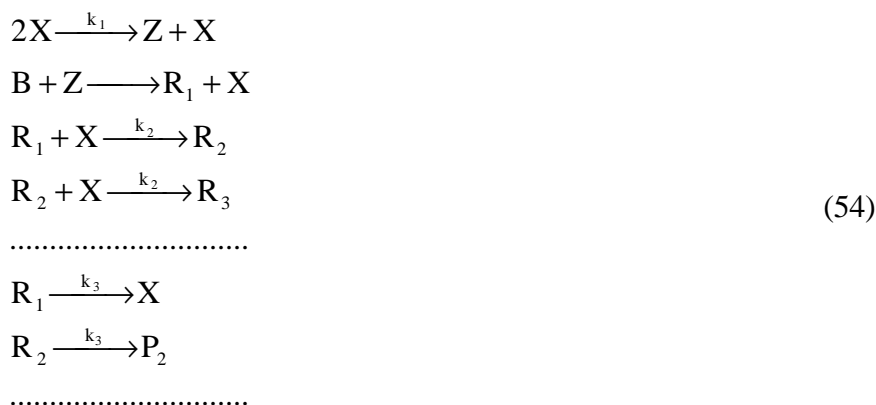 2X —k₁→ Z + X
B + Z ——→ R₁ + X
R₁ + X —k₂→ R₂
R₂ + X —k₂→ R₃
(54)
.............................
R₁ —k₃→ X
R₂ —k₃→ P₂
.............................